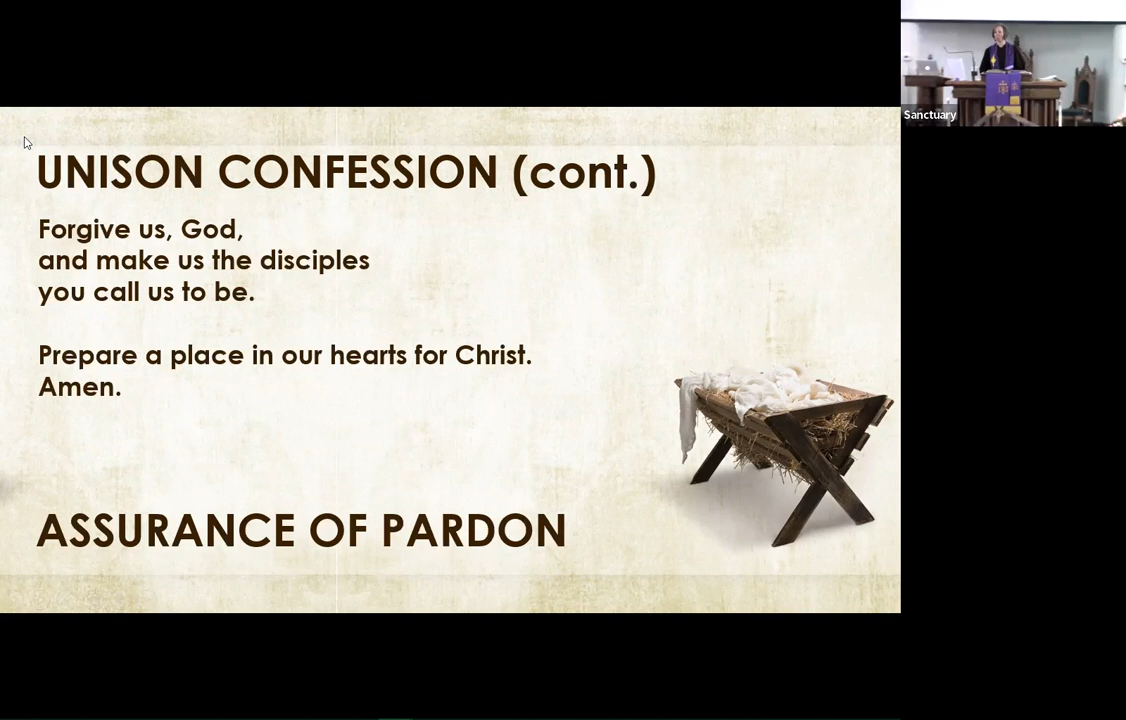 UNISON CONFESSION (cont.)
Forgive us, God,
and make us the disciples
you call us to be.
Prepare a place in our hearts for Christ.
Amen.
ASSURANCE OF PARDON
Sanctuary